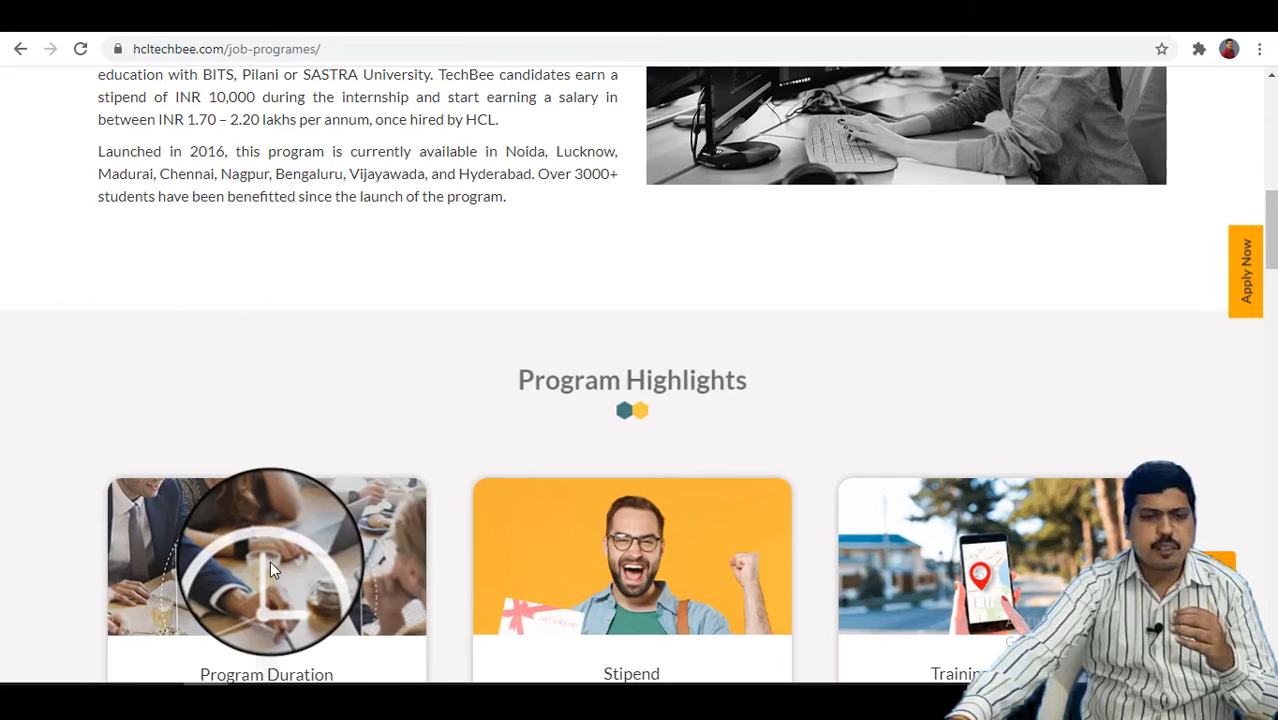 hcltechbee.com/job-programes/
education with BITS, Pilani or SASTRA University. TechBee candidates earn a
stipend of INR 10,000 during the internship and start earning a salary in
between INR 1.70 – 2.20 lakhs per annum, once hired by HCL.
Launched in 2016, this program is currently available in Noida, Lucknow,
Madurai, Chennai, Nagpur, Bengaluru, Vijayawada, and Hyderabad. Over 3000+
students have been benefitted since the launch of the program.
Apply Now
Program Highlights
Program Duration
Stipend